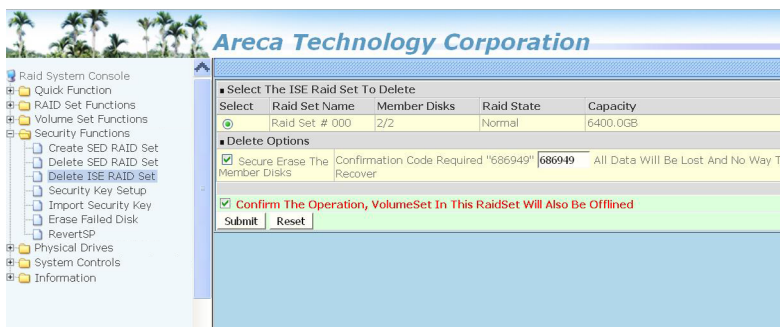 Areca Technology Corporation
Raid System Console
Quick Function
RAID Set Functions
Volume Set Functions
Security Functions
Create SED RAID Set
Delete SED RAID Set
Delete ISE RAID Set
Security Key Setup
Import Security Key
Erase Failed Disk
RevertSP
Physical Drives
System Controls
Information
Select The ISE Raid Set To Delete
Select Raid Set Name Member Disks Raid State Capacity
Raid Set # 000 2/2 Normal 6400.0GB
Delete Options
Secure Erase The Member Disks
Confirmation Code Required "686949" 686949 All Data Will Be Lost And No Way T
Recover
Confirm The Operation, VolumeSet In This RaidSet Will Also Be Offlined
Submit Reset